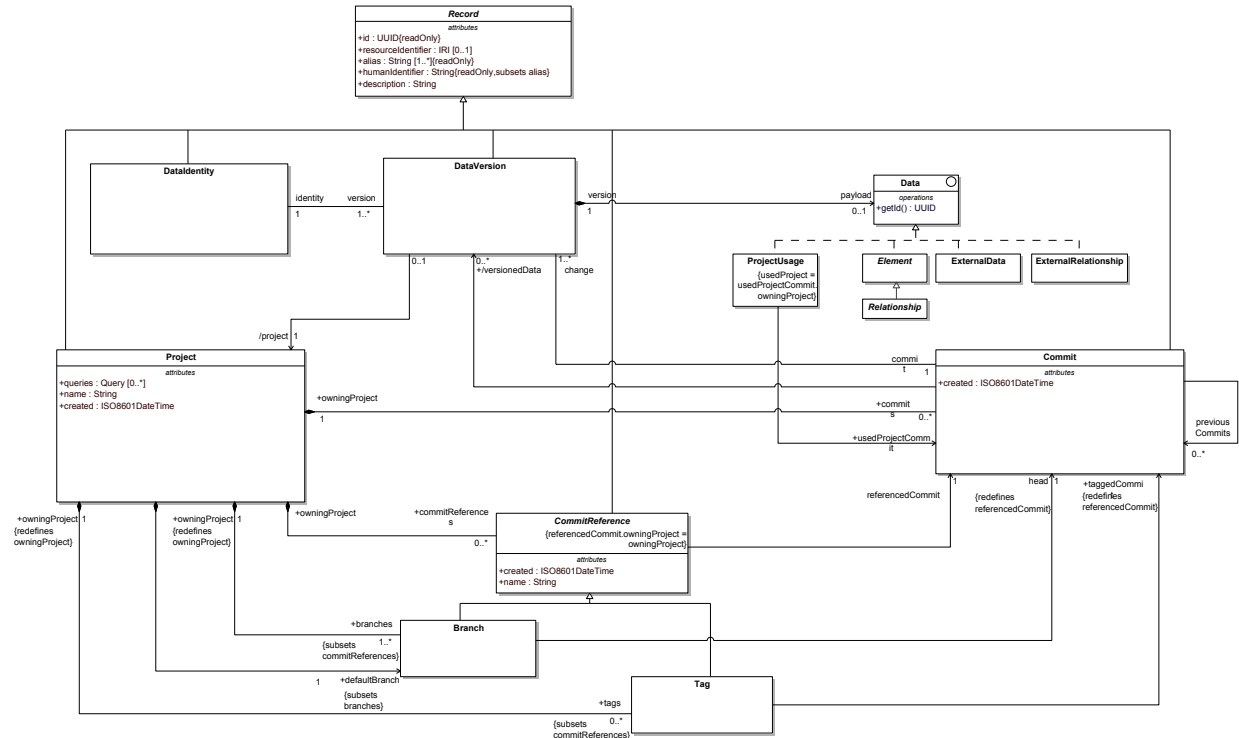 Record
attributes
+id : UUID{readOnly}
+resourceIdentifier : IRI [0..1]
+alias : String [1..*]{readOnly}
+humanIdentifier : String{readOnly,subsets alias}
+description : String
DataIdentity
identity
1
version
1..*
DataVersion
version
1
payload
0..1
Data
operations
+getId() : UUID
ProjectUsage
{usedProject =
usedProjectCommit.
owningProject}
Element
ExternalData
ExternalRelationship
Relationship
0..1
0..*
+/versionedData
1..*
change
/project
1
Project
attributes
+queries : Query [0..*]
+name : String
+created : ISO8601DateTime
commi
t
1
Commit
attributes
+created : ISO8601DateTime
+owningProject
1
+commit
s
0..*
previous
Commits
0..*
+usedProjectComm
it
+owningProject
1
{redefines
owningProject}
+owningProject
1
{redefines
owningProject}
+owningProject
+commitReference
s
0..*
CommitReference
{referencedCommit.owningProject =
owningProject}
attributes
+created : ISO8601DateTime
+name : String
referencedCommit
1
head
1
{redefines
referencedCommit}
+taggedCommi
t
{redefines
referencedCommit}
+branches
1..*
{subsets
commitReferences}
Branch
1
+defaultBranch
{subsets
branches}
Tag
+tags
0..*
{subsets
commitReferences}